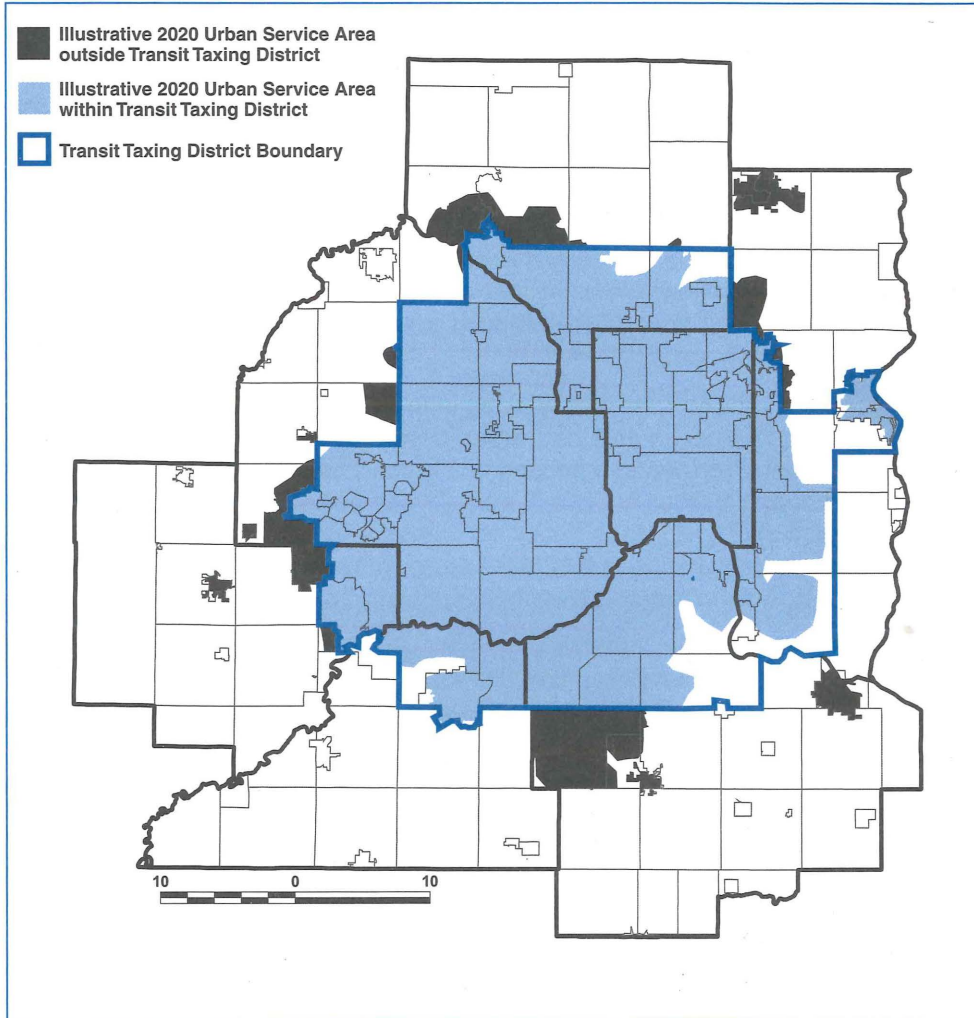 Illustrative 2020 Urban Service Area
outside Transit Taxing District
Illustrative 2020 Urban Service Area
within Transit Taxing District
Transit Taxing District Boundary
10 0 10